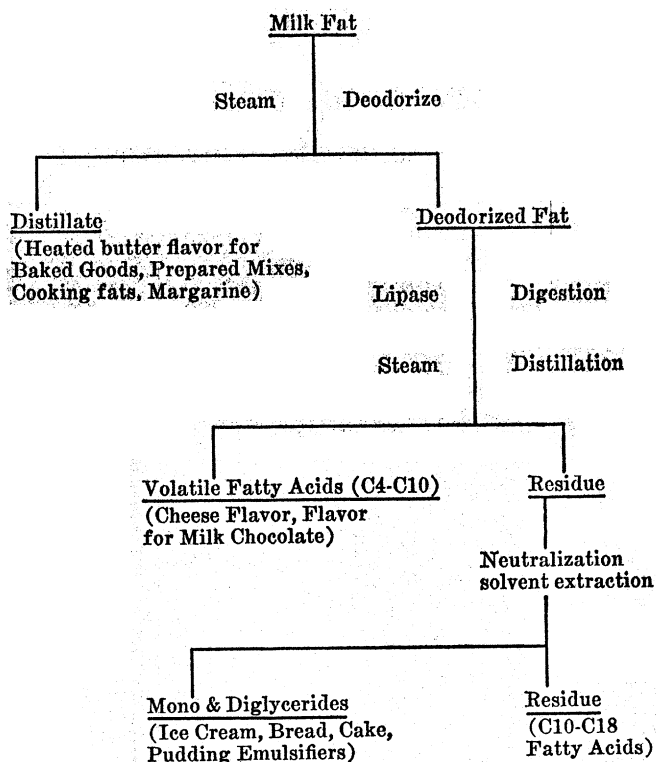 Milk Fat
Steam Deodorize
Distillate
(Heated butter flavor for
Baked Goods, Prepared Mixes,
Cooking fats, Margarine)
Deodorized Fat
Lipase Digestion
Steam Distillation
Volatile Fatty Acids (C4-C10)
(Cheese Flavor, Flavor
for Milk Chocolate)
Residue
Neutralization
solvent extraction
Mono & Diglycerides
(Ice Cream, Bread, Cake,
Pudding Emulsifiers)
Residue
(C10-C18
Fatty Acids)